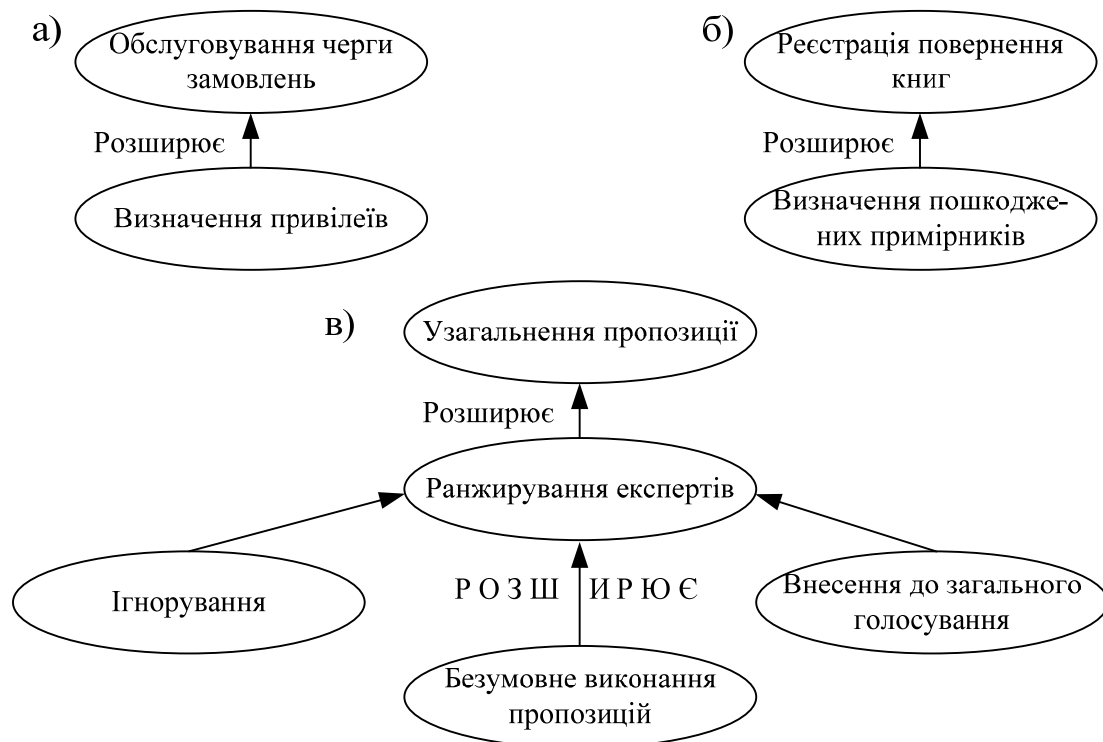 а)
Обслуговування черги
замовлень
Розширює
Визначення привілеїв
б)
Реєстрація повернення
книг
Розширює
Визначення пошкодже-
них примірників
в)
Узагальнення пропозиції
Розширює
Ранжирування експертів
Ігнорування
Р О З Ш И Р Ю Є
Внесення до загального
голосування
Безумовне виконання
пропозицій